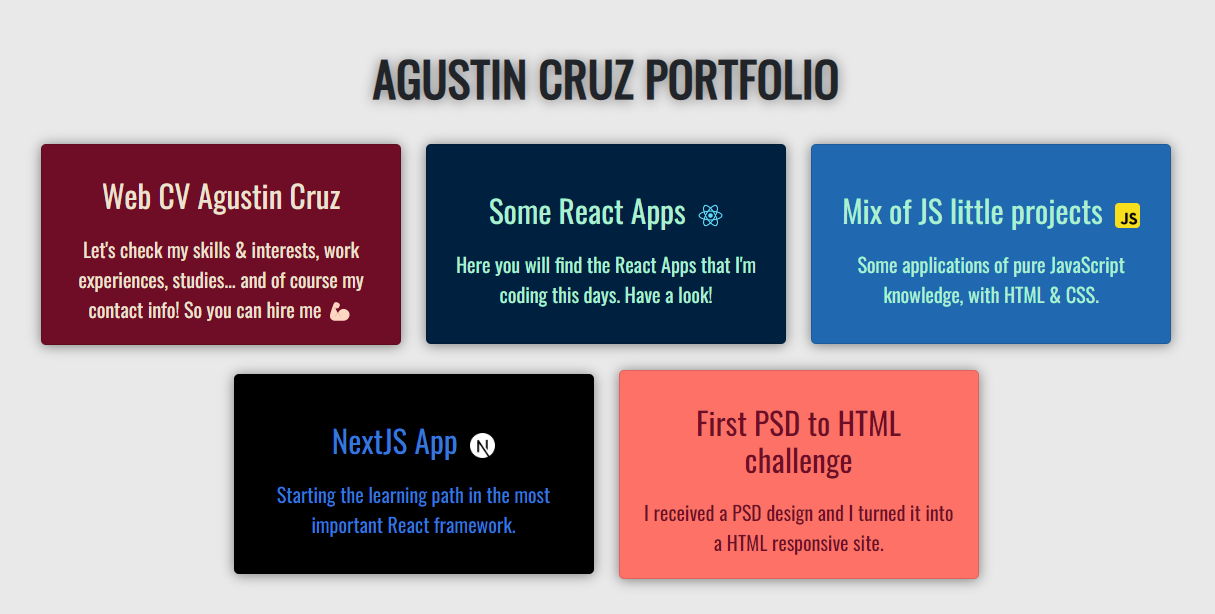 AGUSTIN CRUZ PORTFOLIO
Web CV Agustin Cruz
Let's check my skills & interests, work
experiences, studies... and of course my
contact info! So you can hire me 💪🏻
Some React Apps
Here you will find the React Apps that I'm
coding this days. Have a look!
Mix of JS little projects JS
Some applications of pure JavaScript
knowledge, with HTML & CSS.
NextJS App N
Starting the learning path in the most
important React framework.
First PSD to HTML
challenge
I received a PSD design and I turned it into
a HTML responsive site.